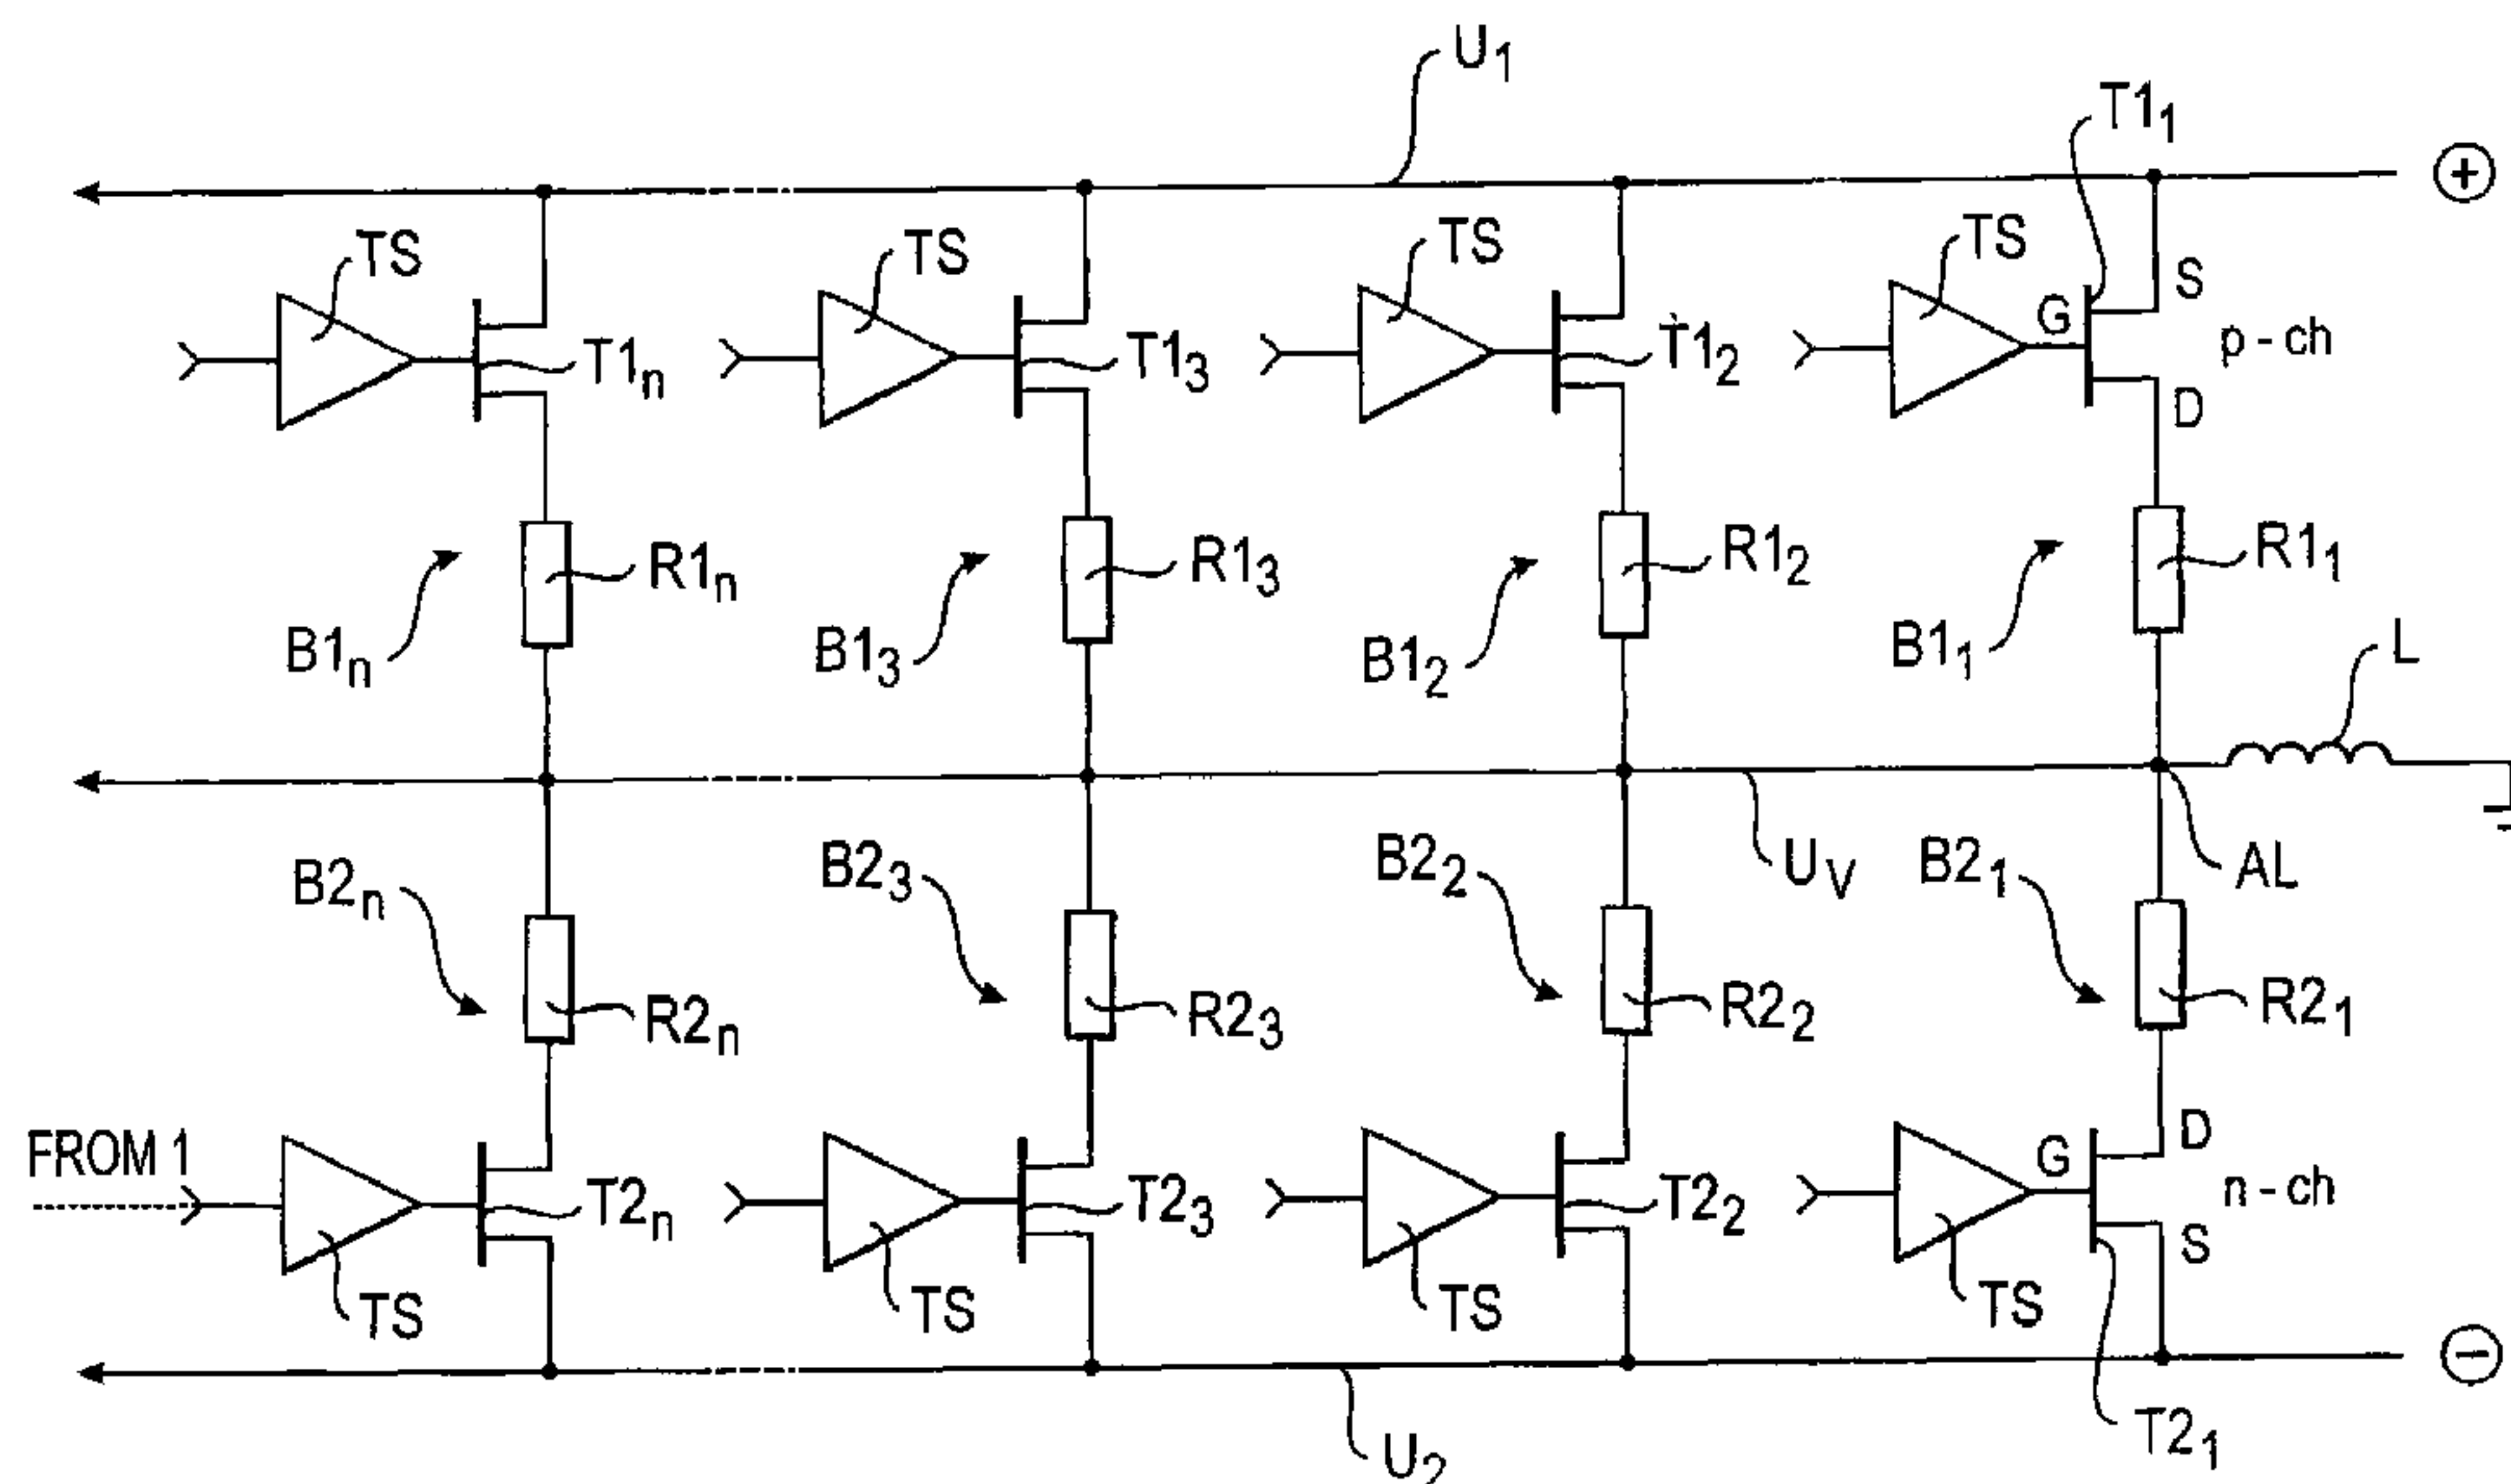 U1
T11
+
TS
TS
TS
TS
S
G
p - ch
T1n
T13
T12
D
R1n
R13
R12
R11
B1n
B13
B12
B11
L
B2n
B23
B22
UV
B21
AL
R2n
R23
R22
R21
FROM 1
D
G
n - ch
T2n
T23
T22
S
TS
TS
TS
TS
−
T21
U2